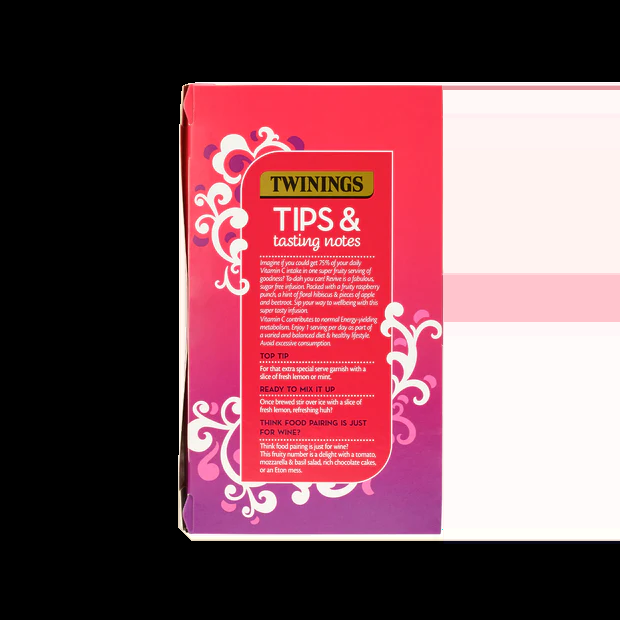 TWININGS
TIPS &
tasting notes
Imagine if you could get 75% of your daily
Vitamin C intake in one super fruity serving of
goodness? Ta-dah you can! Revive is a fabulous,
sugar free infusion. Packed with a fruity raspberry
punch, a hint of floral hibiscus & pieces of apple
and beetroot. Sip your way to wellbeing with this
super tasty infusion.
Vitamin C contributes to normal Energy-yielding
metabolism. Enjoy 1 serving per day as part of
a varied and balanced diet & healthy lifestyle.
Avoid excessive consumption.
TOP TIP
For that extra special serve garnish with a
slice of fresh lemon or mint.
READY TO MIX IT UP
Once brewed stir over ice with a slice of
fresh lemon, refreshing huh?
THINK FOOD PAIRING IS JUST
FOR WINE?
Think food pairing is just for wine?
This fruity number is a delight with a tomato,
mozzarella & basil salad, rich chocolate cakes,
or an Eton mess.